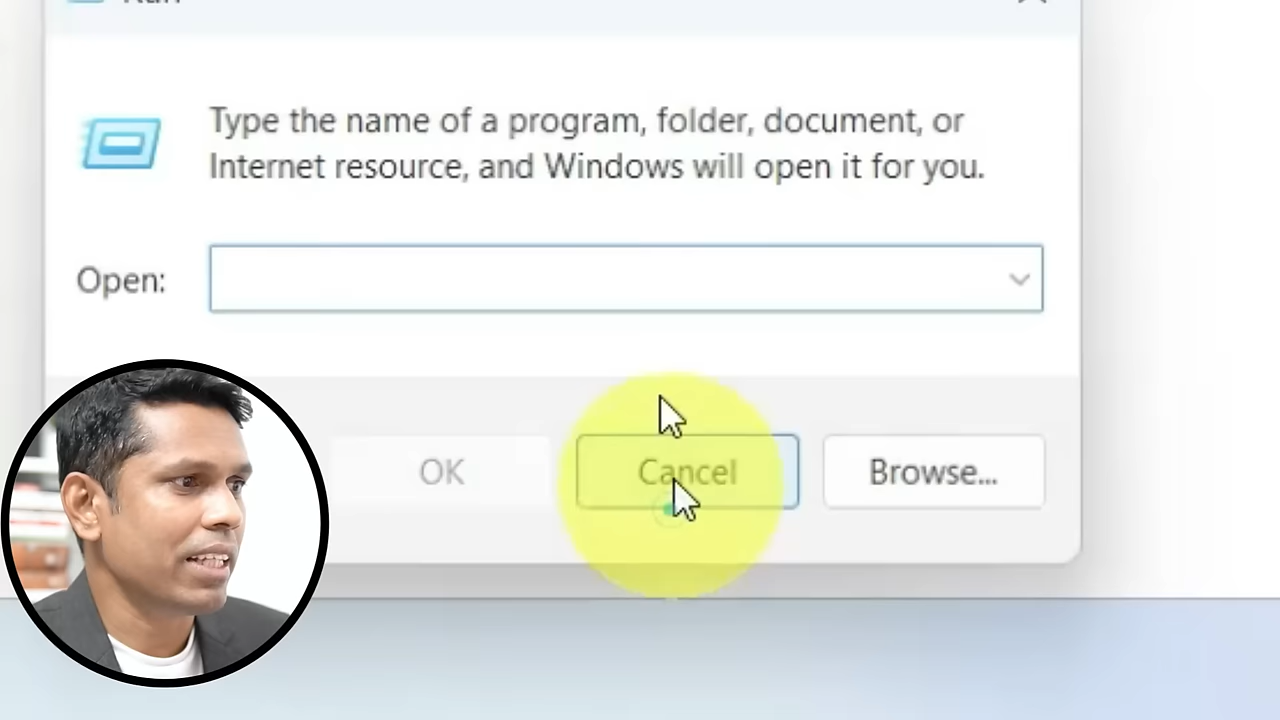 Run
Type the name of a program, folder, document, or
Internet resource, and Windows will open it for you.
Open:
OK
Cancel
Browse...